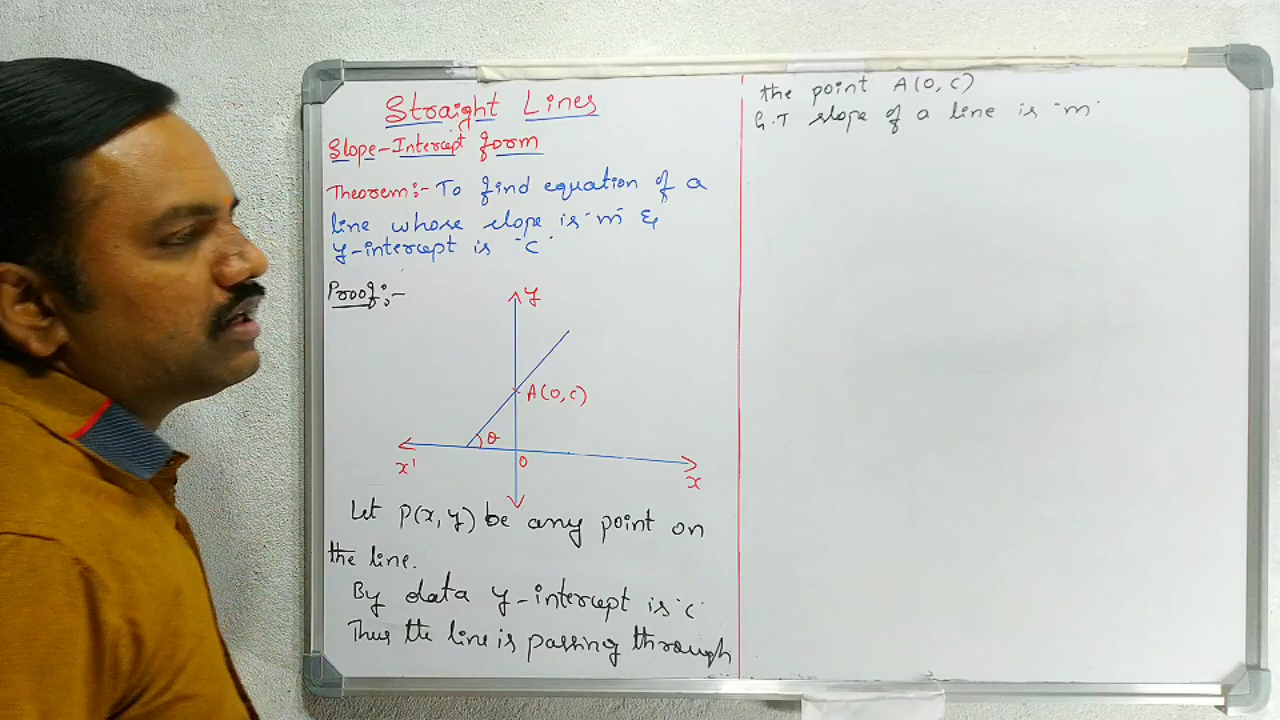 Straight Lines
Slope-Intercept form
Theorem:- To find equation of a
line whose slope is 'm' &
y-intercept is 'c'
Proof:-
y
A(0,c)
θ
x'
0
x
Let P(x,y) be any point on
the line.
By data y-intercept is 'c'
Thus the line is passing through
the point A(0,c)
G.T slope of a line is 'm'